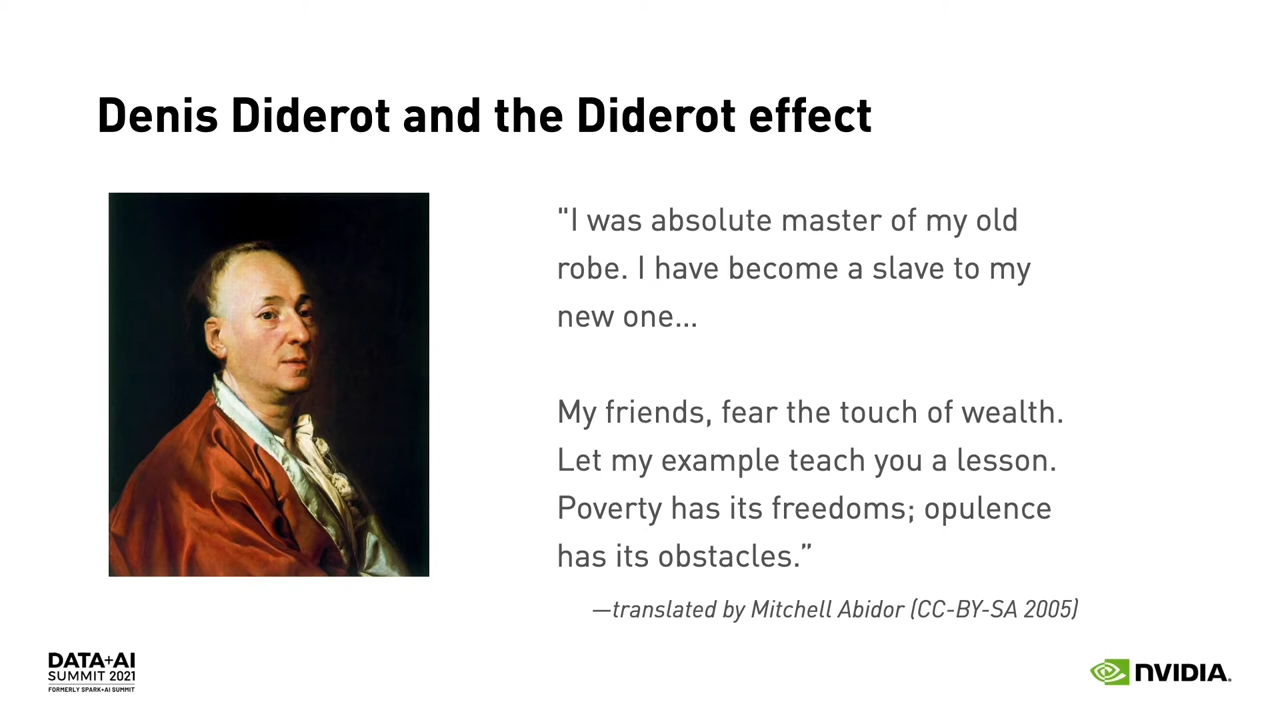 Denis Diderot and the Diderot effect
"I was absolute master of my old
robe. I have become a slave to my
new one...
My friends, fear the touch of wealth.
Let my example teach you a lesson.
Poverty has its freedoms; opulence
has its obstacles.”
—translated by Mitchell Abidor (CC-BY-SA 2005)
DATA+AI
SUMMIT 2021
FORMERLY SPARK+AI SUMMIT
NVIDIA.